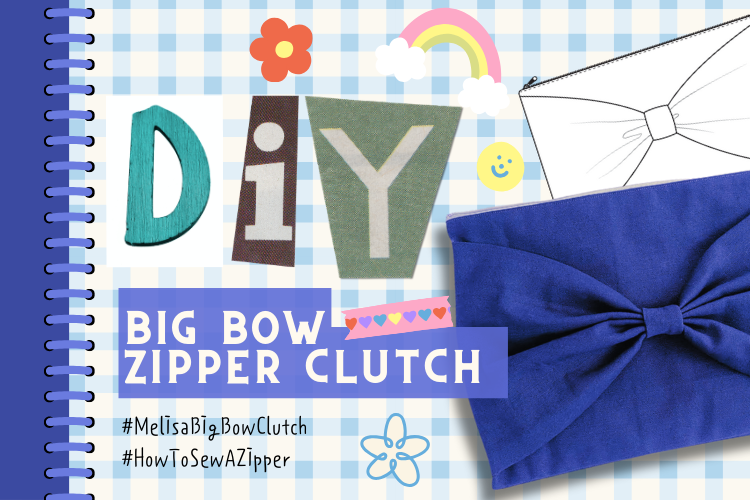 DiY
BIG BOW
ZIPPER CLUTCH
#MelisaBigBowClutch
#HowToSewAZipper